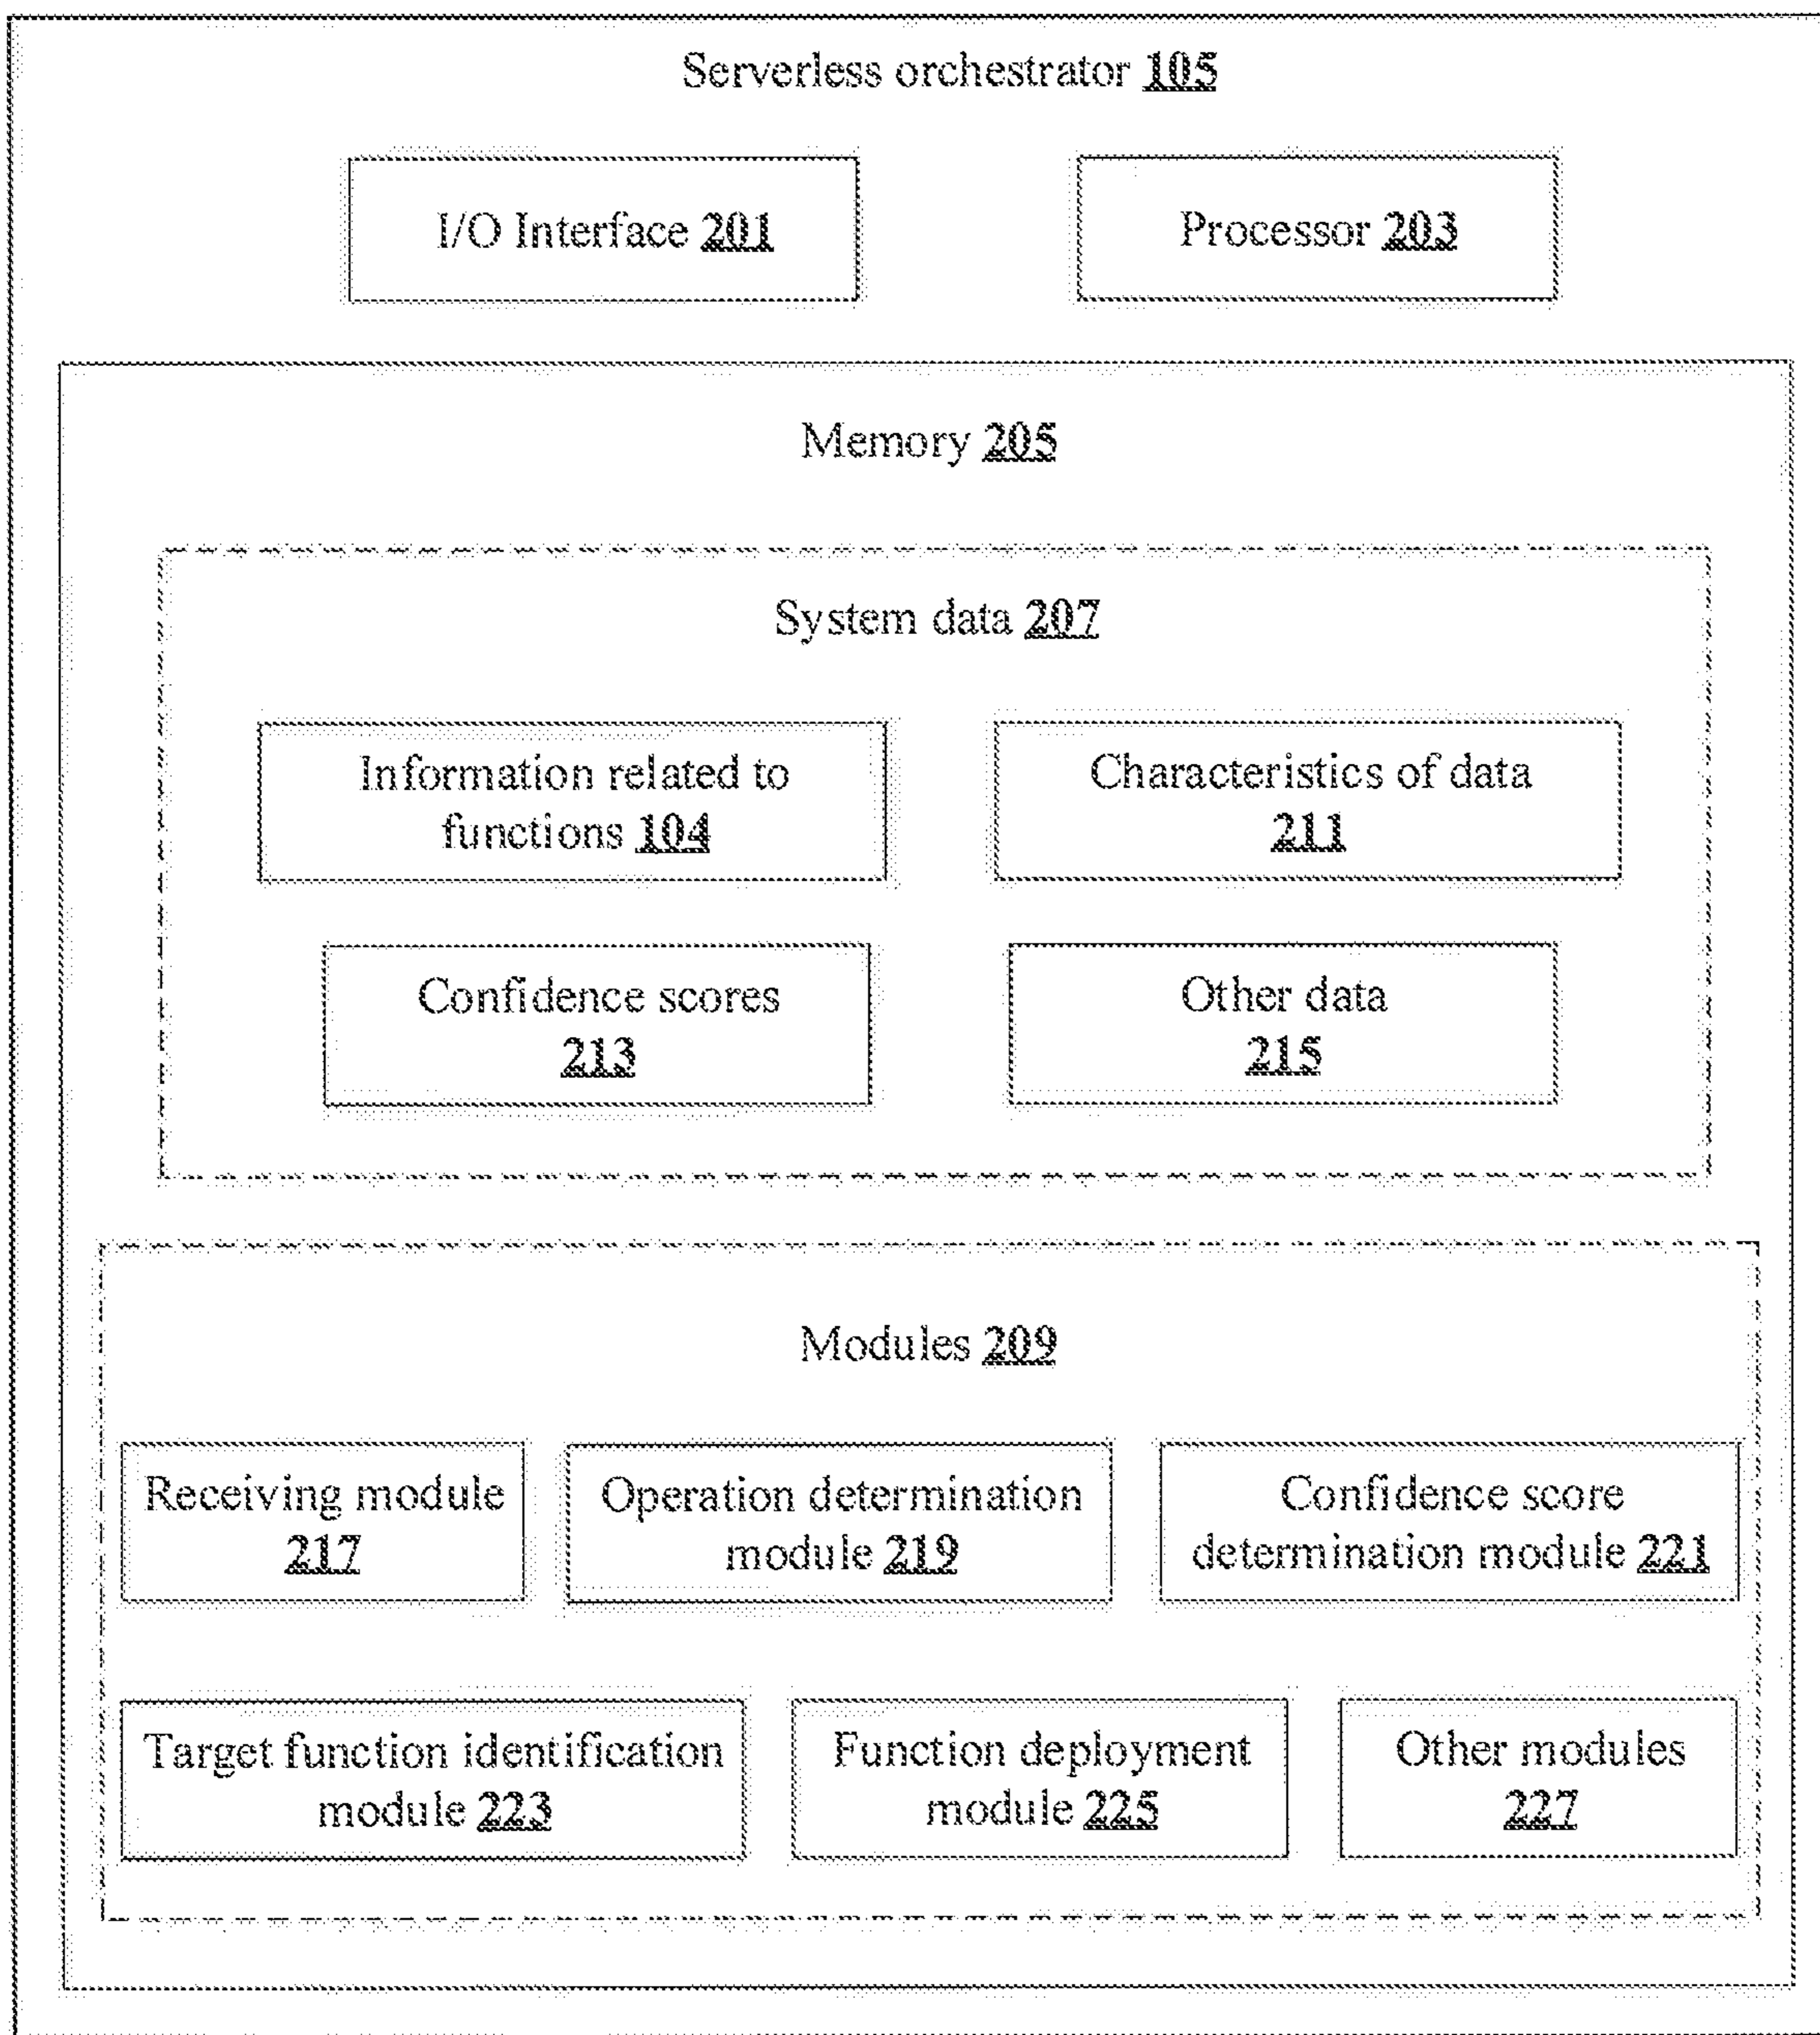 Serverless orchestrator 105
I/O Interface 201
Processor 203
Memory 205
System data 207
Information related to
functions 104
Characteristics of data
211
Confidence scores
213
Other data
215
Modules 209
Receiving module
217
Operation determination
module 219
Confidence score
determination module 221
Target function identification
module 223
Function deployment
module 225
Other modules
227